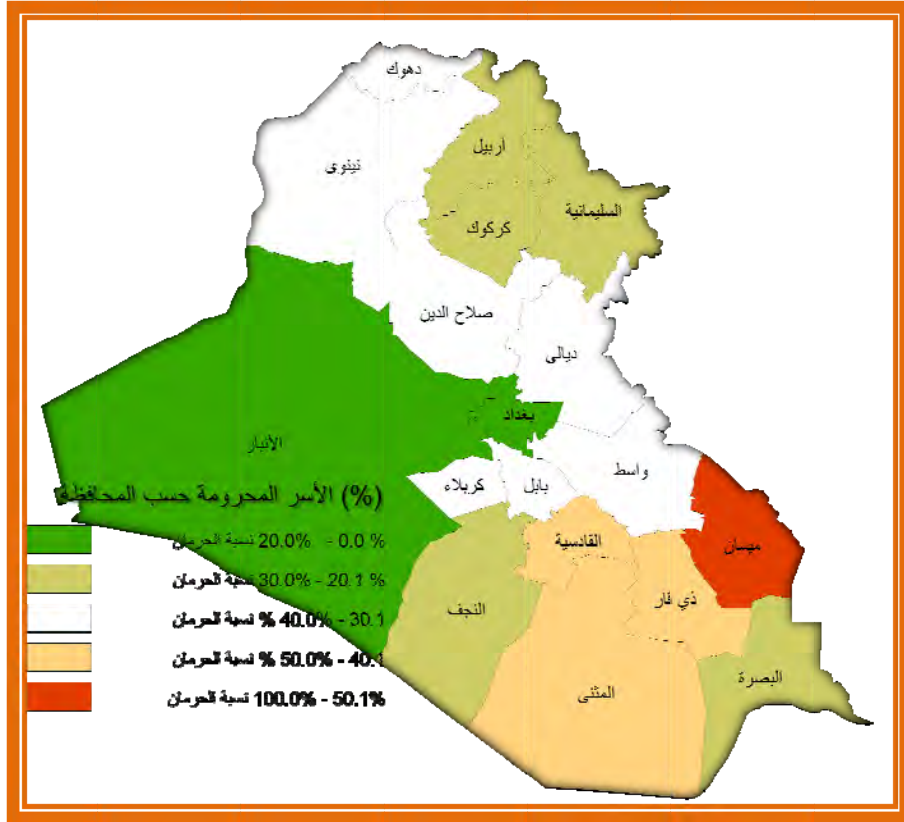 دهوك
نينوى
أربيل
السليمانية
كركوك
صلاح الدين
ديالى
بغداد
الأنبار
واسط
بابل
كربلاء
(%) الأسر المحرومة حسب المحافظة
ميسان
القادسية
% 0.0 - 20.0% نسبة الحرمان
% 20.1 - 30.0% نسبة الحرمان
ذي قار
النجف
30.1 - 40.0% % نسبة الحرمان
40.1 - 50.0% % نسبة الحرمان
البصرة
المثنى
50.1% - 100.0% نسبة الحرمان